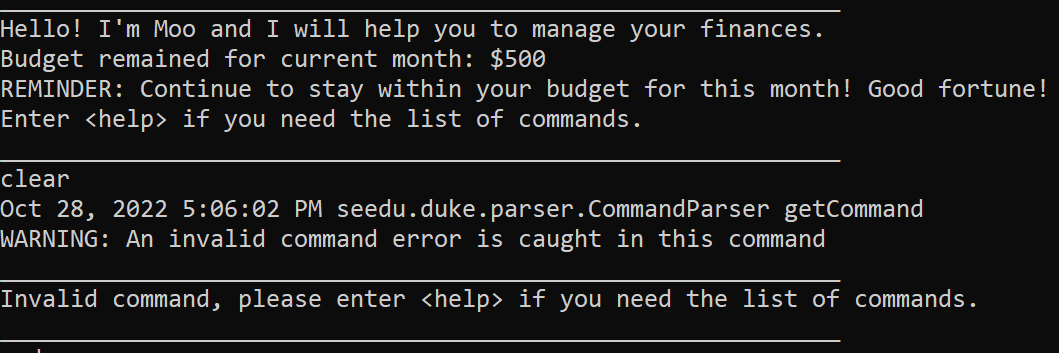 Hello! I'm Moo and I will help you to manage your finances.
Budget remained for current month: $500
REMINDER: Continue to stay within your budget for this month! Good fortune!
Enter <help> if you need the list of commands.
clear
Oct 28, 2022 5:06:02 PM seedu.duke.parser.CommandParser getCommand
WARNING: An invalid command error is caught in this command
Invalid command, please enter <help> if you need the list of commands.